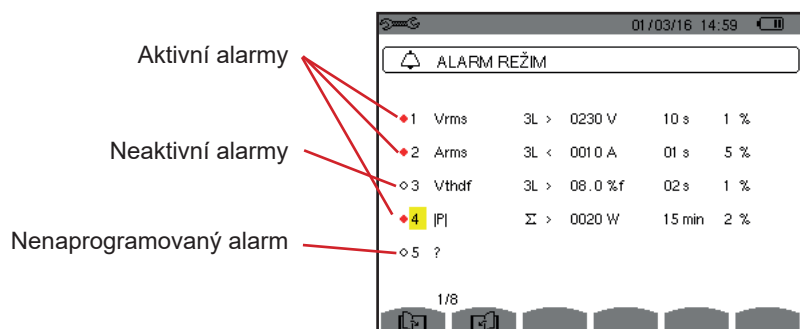 01/03/16 14:59
ALARM REŽIM
Aktivní alarmy
1 Vrms 3L > 0230 V 10 s 1 %
2 Arms 3L < 0010 A 01 s 5 %
Neaktivní alarmy
3 Vthdf 3L > 08.0 %f 02 s 1 %
4 |P| Σ > 0020 W 15 min 2 %
Nenaprogramovaný alarm
5 ?
1/8